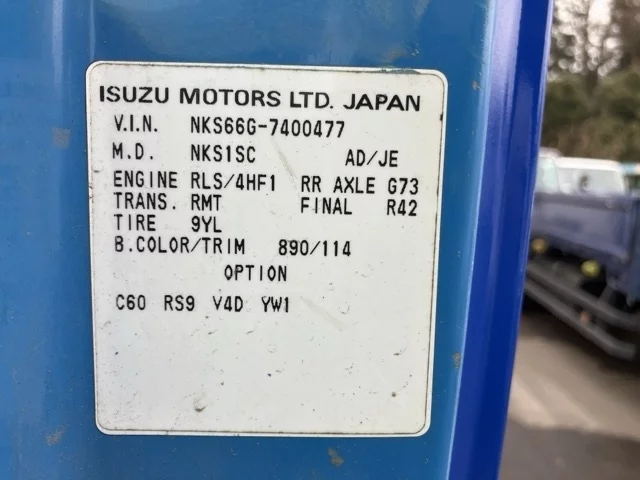 ISUZU MOTORS LTD. JAPAN
V.I.N. NKS66G-7400477
M.D. NKS1SC AD/JE
ENGINE RLS/4HF1 RR AXLE G73
TRANS. RMT FINAL R42
TIRE 9YL
B.COLOR/TRIM 890/114
OPTION
C60 RS9 V4D YW1